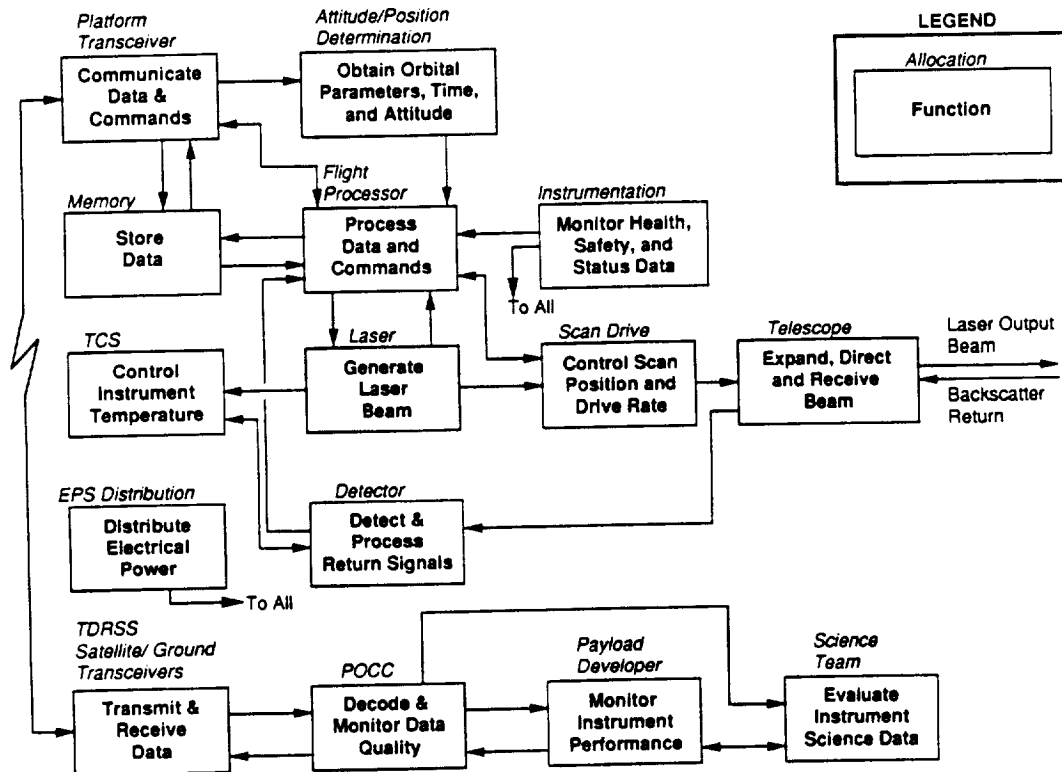 Platform
Transceiver
Communicate
Data &
Commands
Attitude/Position
Determination
Obtain Orbital
Parameters, Time,
and Attitude
LEGEND
Allocation
Function
Memory
Store
Data
Flight
Processor
Process
Data and
Commands
Instrumentation
Monitor Health,
Safety, and
Status Data
To All
TCS
Control
Instrument
Temperature
Laser
Generate
Laser
Beam
Scan Drive
Control Scan
Position and
Drive Rate
Telescope
Expand, Direct
and Receive
Beam
Laser Output
Beam
Backscatter
Return
EPS Distribution
Distribute
Electrical
Power
To All
Detector
Detect &
Process
Return Signals
TDRSS
Satellite/ Ground
Transceivers
Transmit &
Receive
Data
POCC
Decode &
Monitor Data
Quality
Payload
Developer
Monitor
Instrument
Performance
Science
Team
Evaluate
Instrument
Science Data